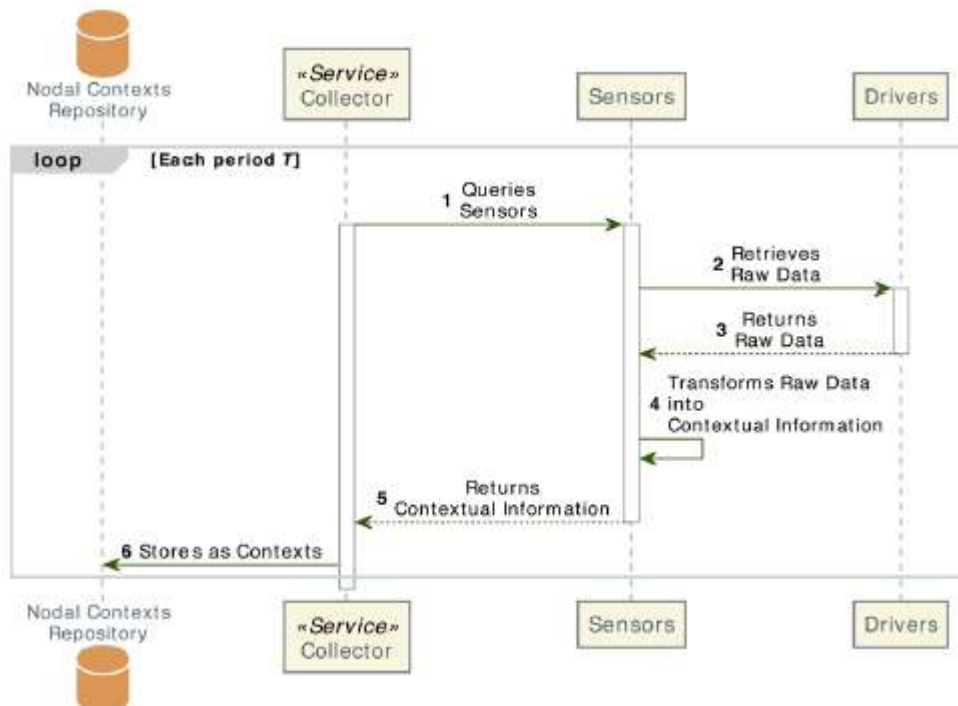 Nodal Contexts
Repository
«Service»
Collector
Sensors
Drivers
loop
[Each period T]
1 Queries
Sensors
2 Retrieves
Raw Data
3 Returns
Raw Data
Transforms Raw Data
4 into
Contextual Information
5 Returns
Contextual Information
6 Stores as Contexts
Nodal Contexts
Repository
«Service»
Collector
Sensors
Drivers